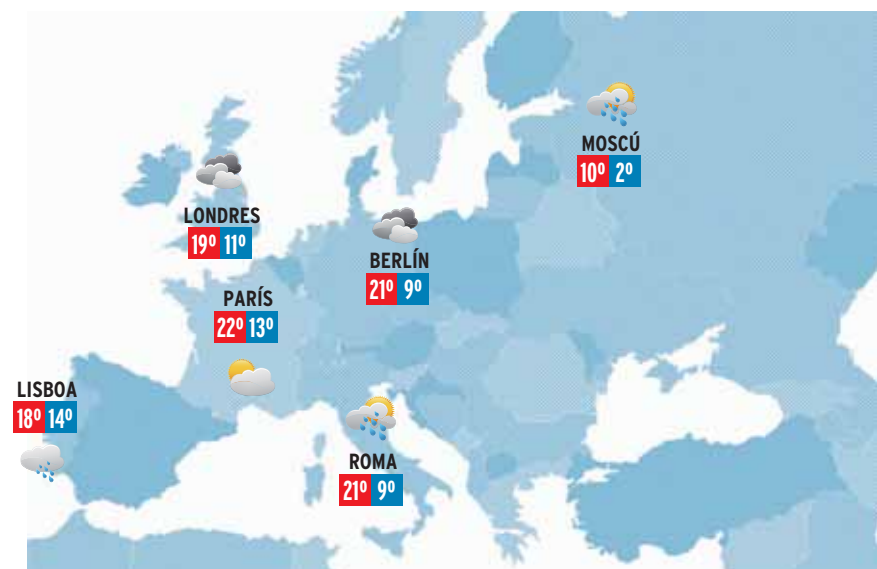 MOSCÚ
10º 2º
LONDRES
19º 11º
BERLÍN
21º 9º
PARÍS
22º 13º
LISBOA
18º 14º
ROMA
21º 9º